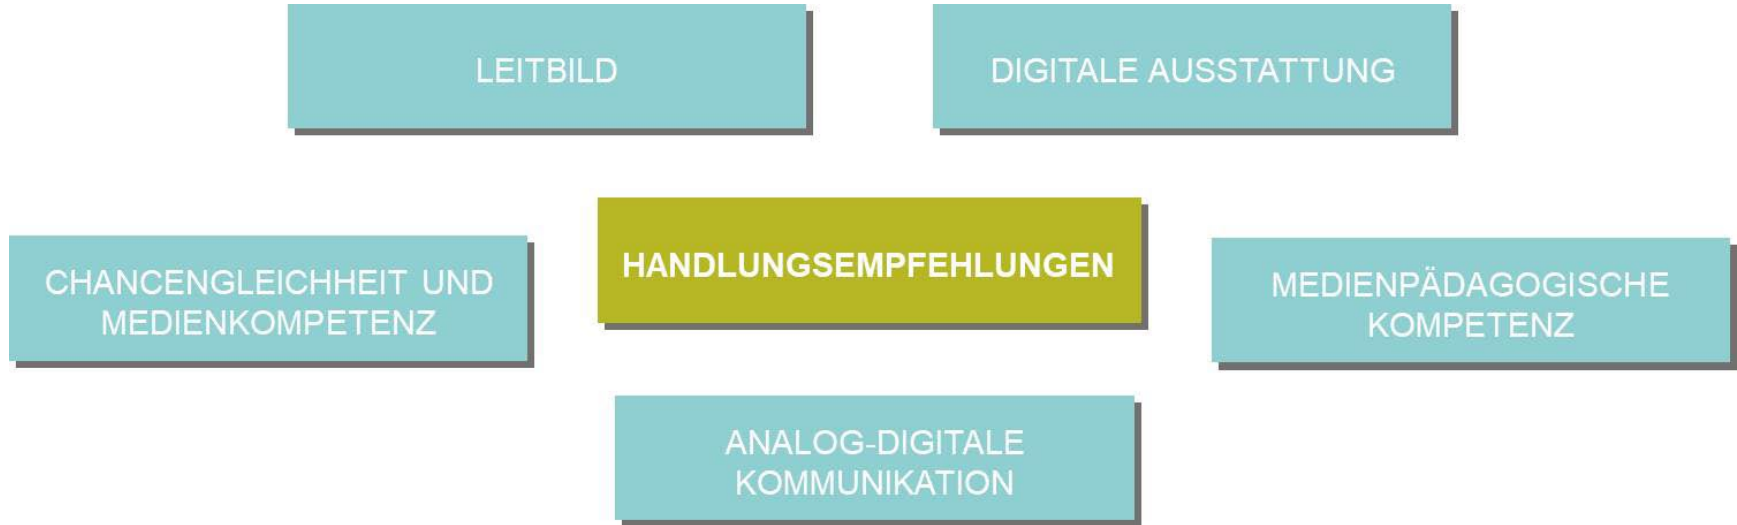 LEITBILD
DIGITALE AUSSTATTUNG
HANDLUNGSEMPFEHLUNGEN
CHANCENGLEICHHEIT UND
MEDIENKOMPETENZ
MEDIENPÄDAGOGISCHE
KOMPETENZ
ANALOG-DIGITALE
KOMMUNIKATION